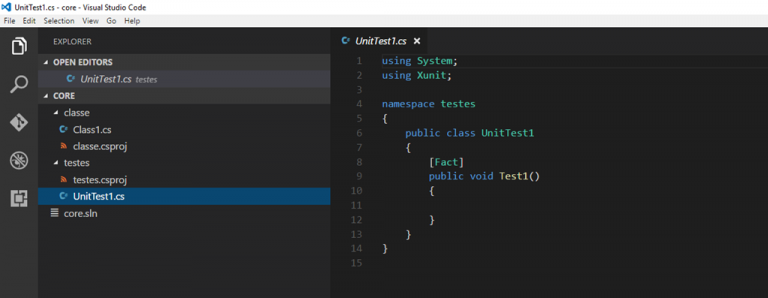 UnitTest1.cs - core - Visual Studio Code
File Edit Selection View Go Debug Help
EXPLORER
OPEN EDITORS
UnitTest1.cs testes
CORE
classe
Class1.cs
classe.csproj
testes
testes.csproj
UnitTest1.cs
core.sln
UnitTest1.cs
1 using System;
2 using Xunit;
3
4 namespace testes
5 {
6 public class UnitTest1
7 {
8 [Fact]
9 public void Test1()
10 {
11
12 }
13 }
14 }
15